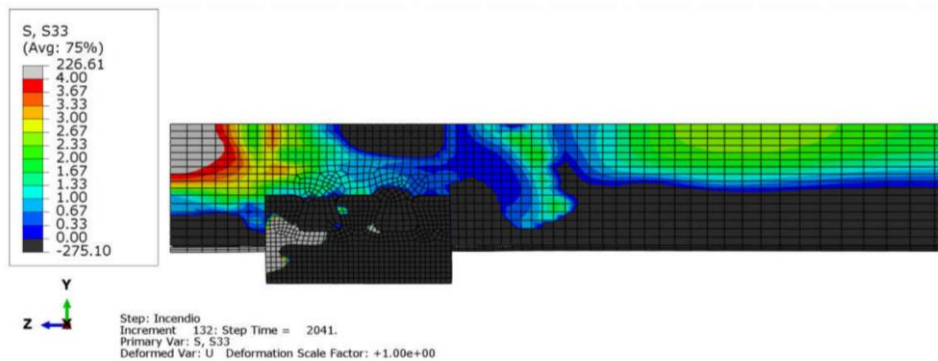 S, S33
(Avg: 75%)
226.61
4.00
3.67
3.33
3.00
2.67
2.33
2.00
1.67
1.33
1.00
0.67
0.33
0.00
-275.10
Y
Z X
Step: Incendio
Increment 132: Step Time = 2041.
Primary Var: S, S33
Deformed Var: U Deformation Scale Factor: +1.00e+00